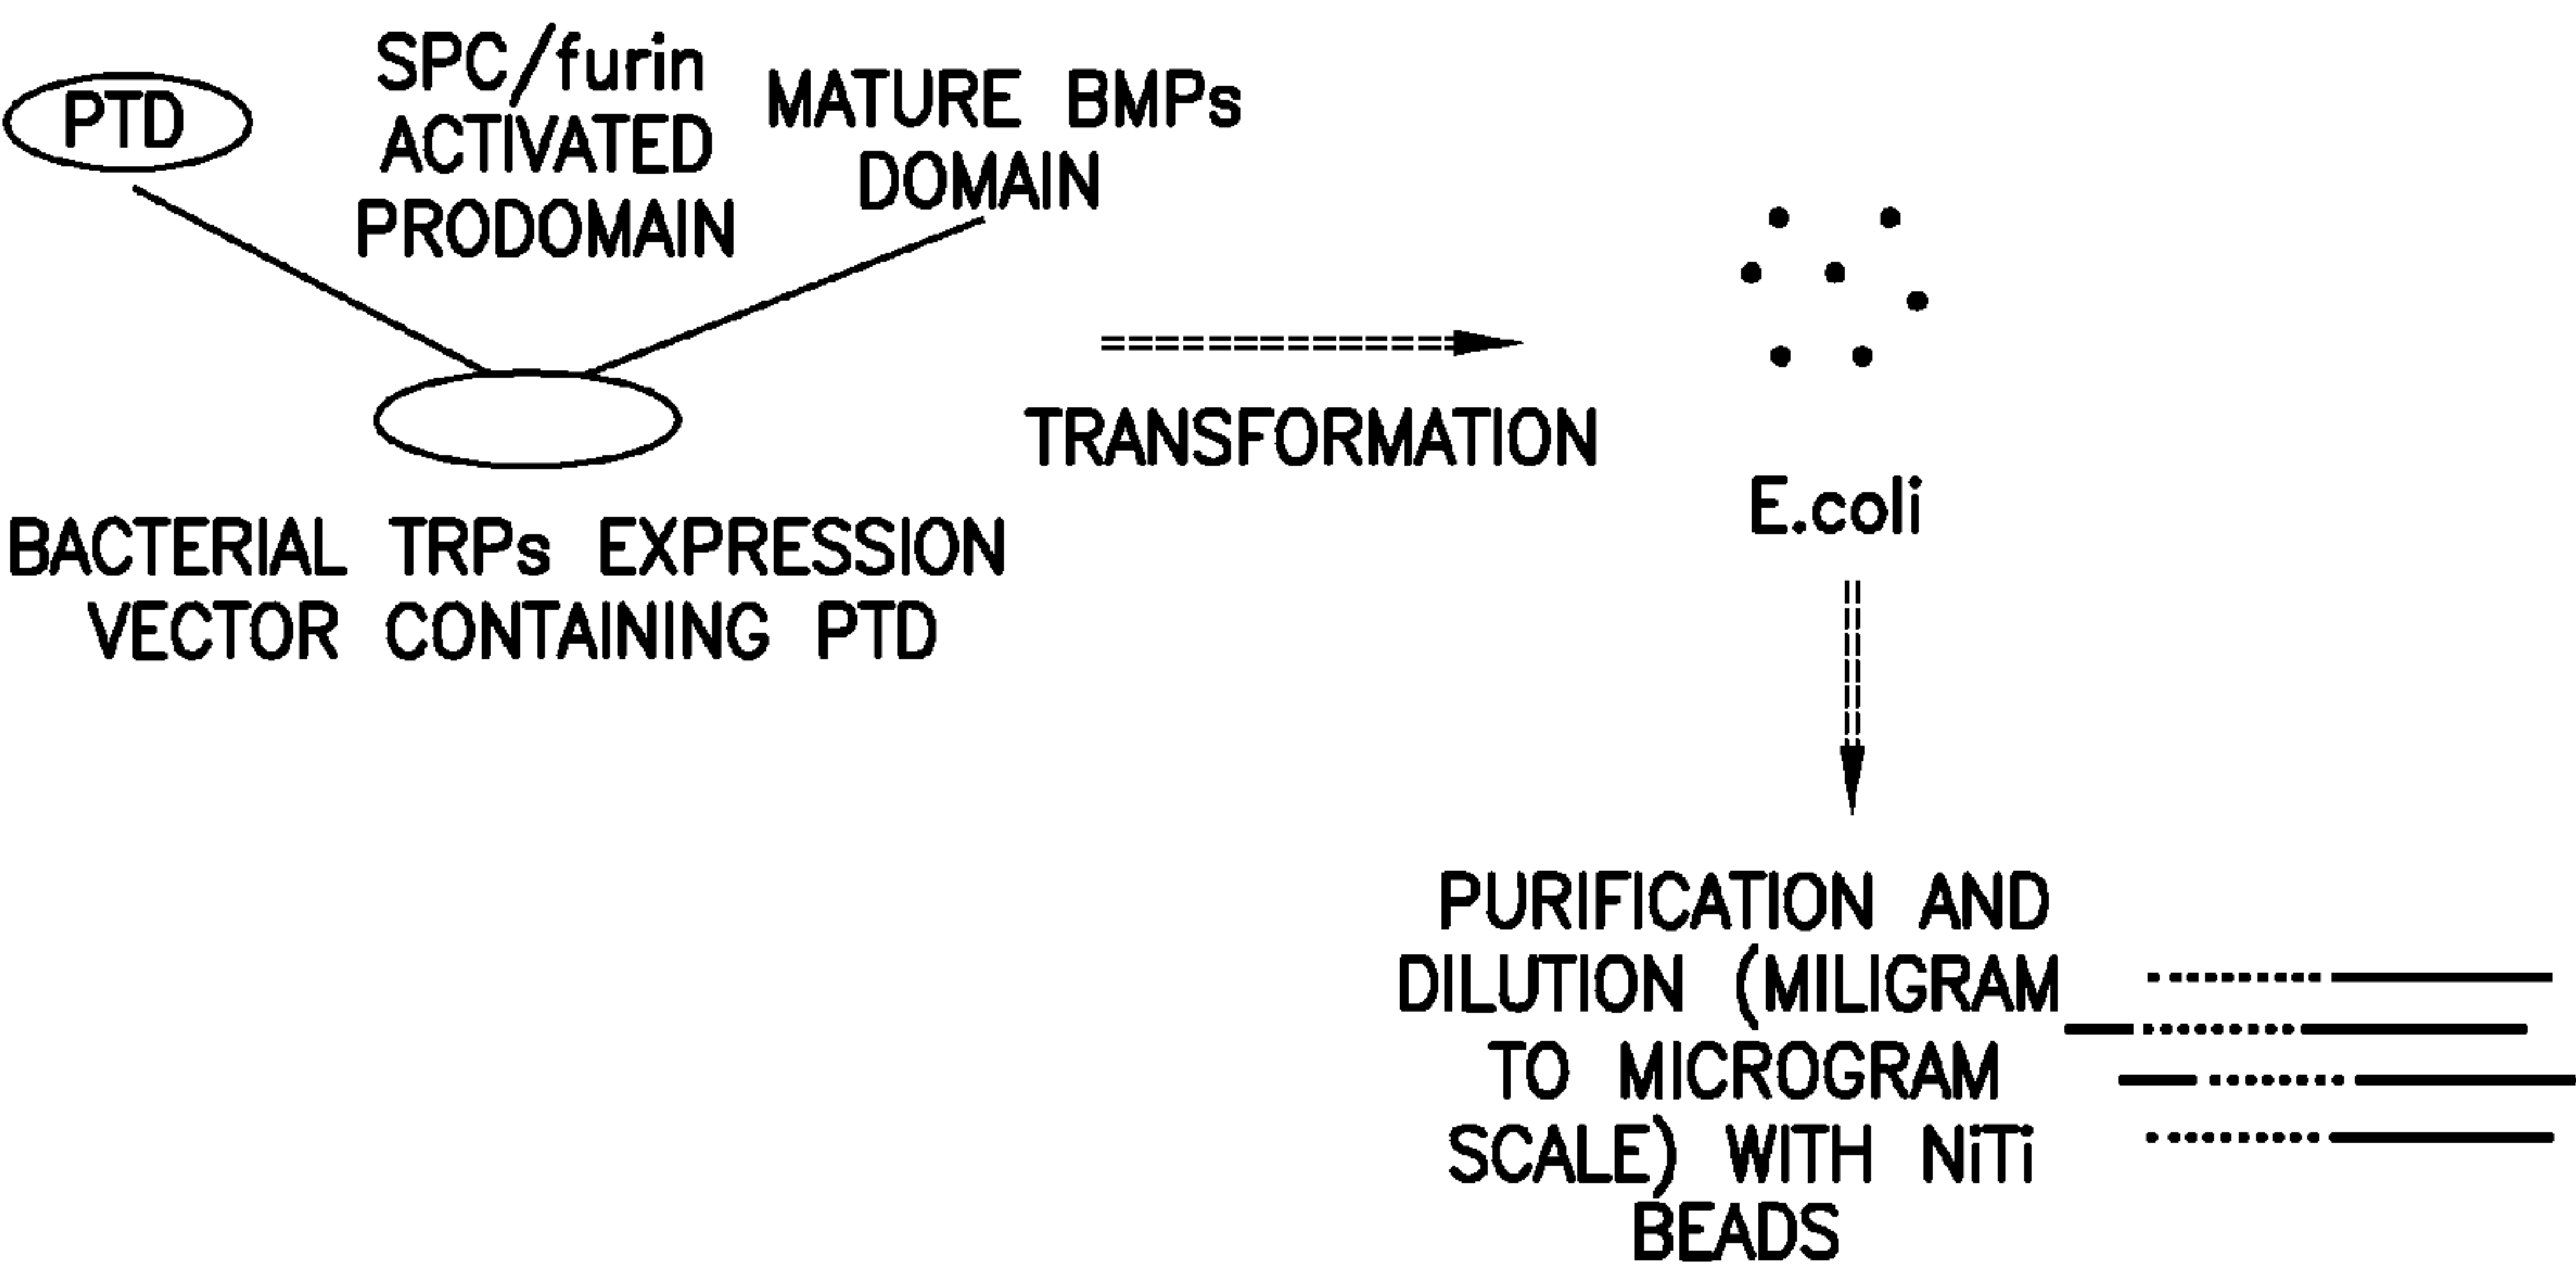 PTD
SPC/furin
ACTIVATED
PRODOMAIN
MATURE BMPs
DOMAIN
BACTERIAL TRPs EXPRESSION
VECTOR CONTAINING PTD
TRANSFORMATION
E.coli
PURIFICATION AND
DILUTION (MILIGRAM
TO MICROGRAM
SCALE) WITH NiTi
BEADS